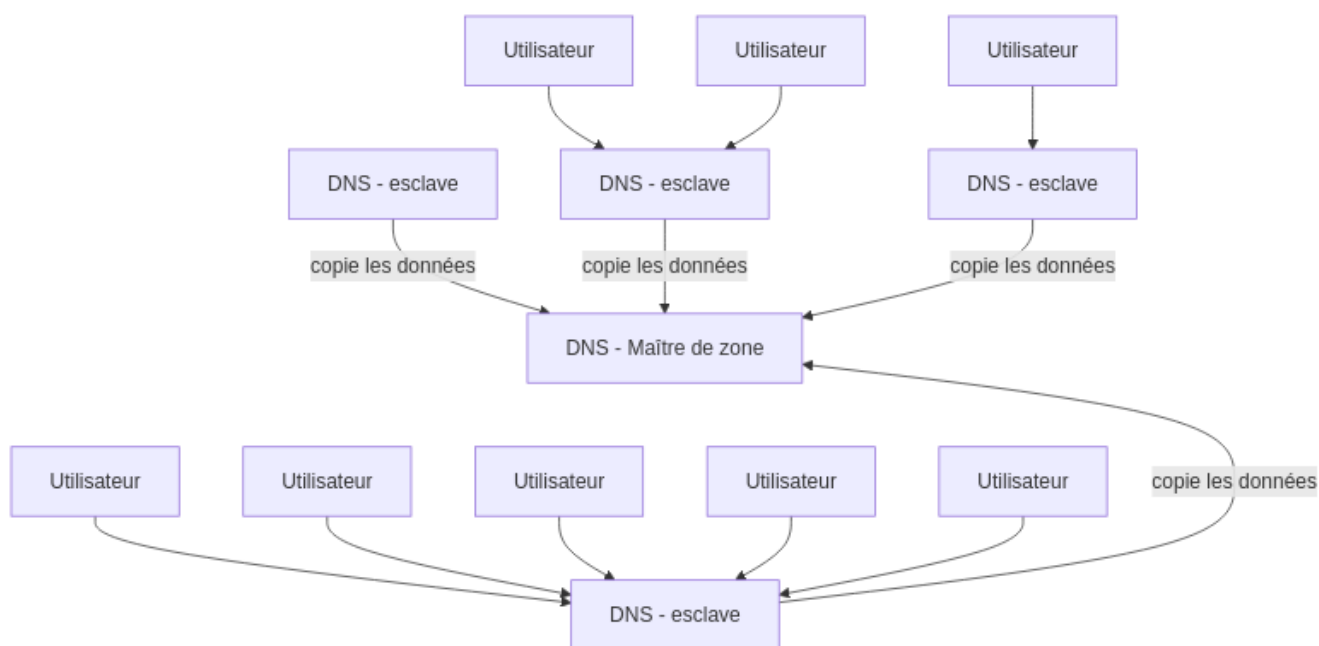 Utilisateur
Utilisateur
Utilisateur
DNS - esclave
DNS - esclave
DNS - esclave
copie les données
copie les données
copie les données
DNS - Maître de zone
Utilisateur
Utilisateur
Utilisateur
Utilisateur
Utilisateur
copie les données
DNS - esclave